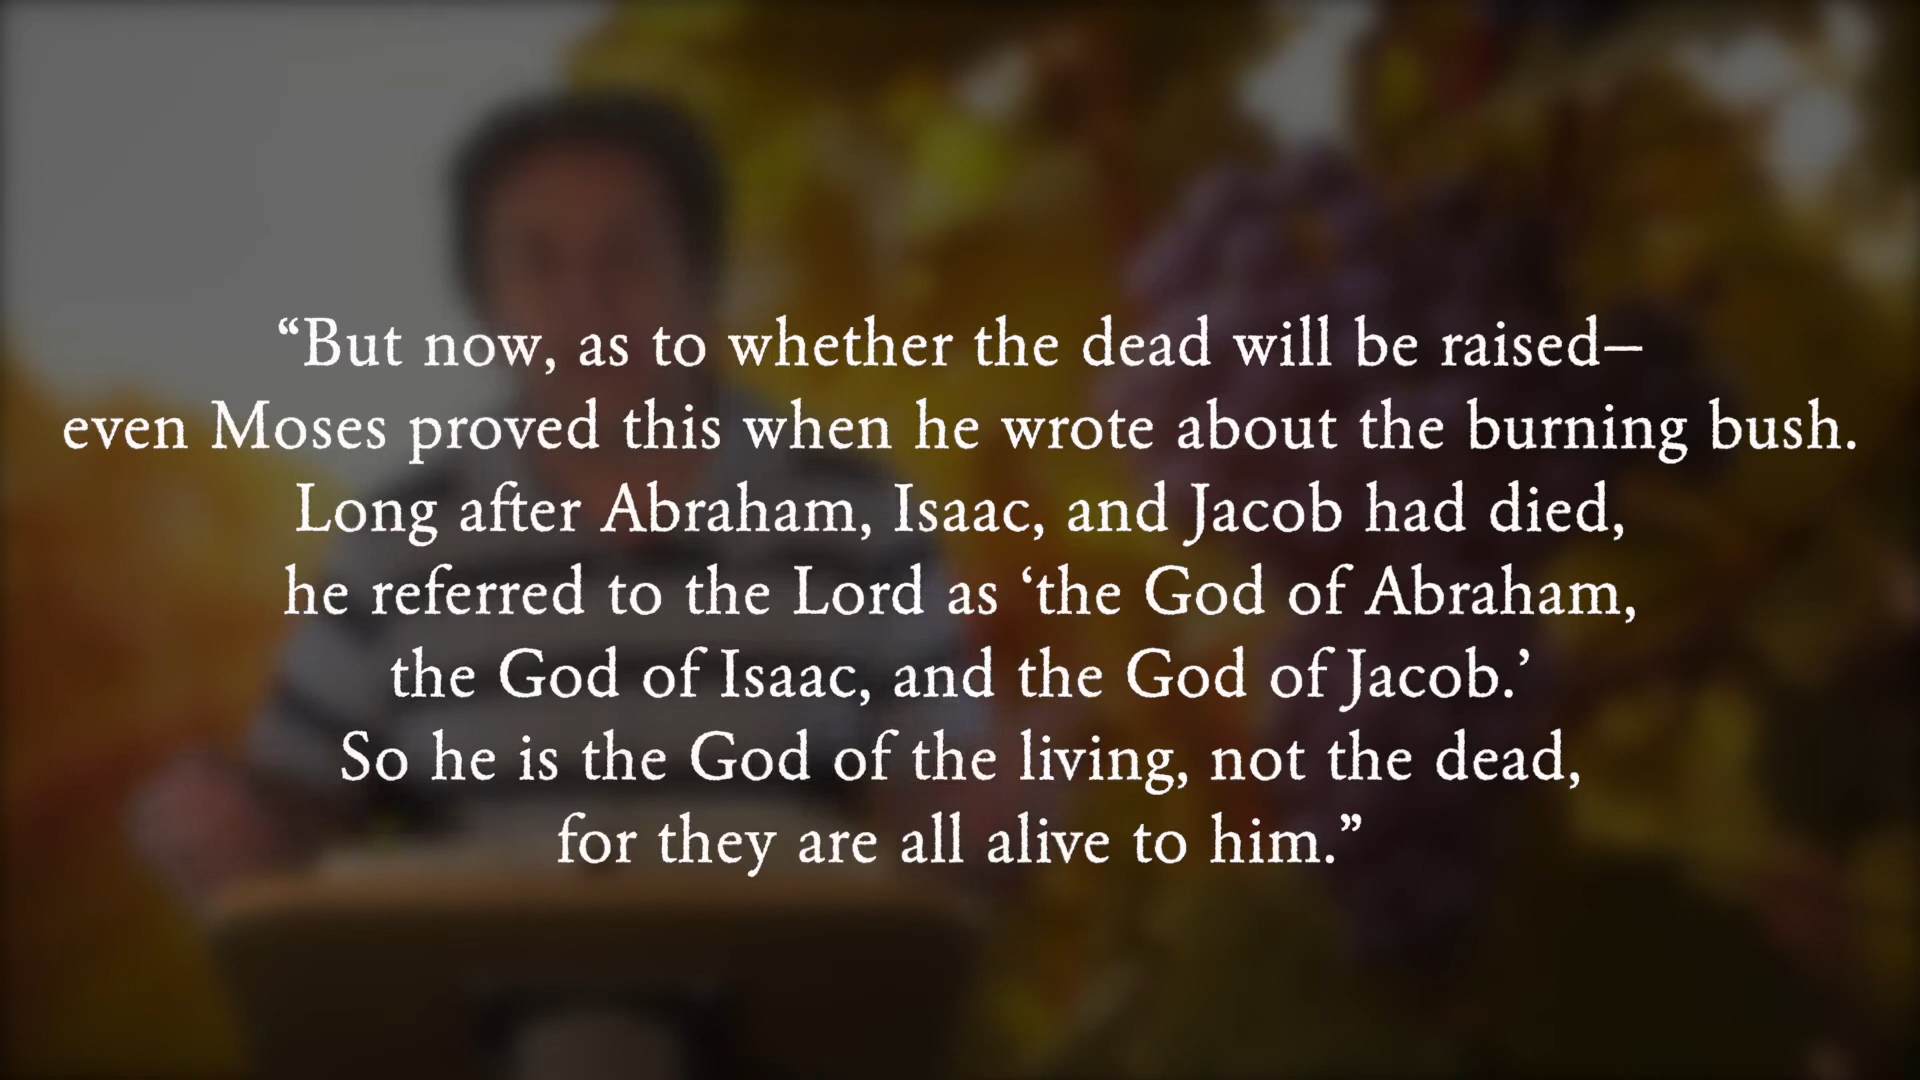 “But now, as to whether the dead will be raised—
even Moses proved this when he wrote about the burning bush.
Long after Abraham, Isaac, and Jacob had died,
he referred to the Lord as ‘the God of Abraham,
the God of Isaac, and the God of Jacob.’
So he is the God of the living, not the dead,
for they are all alive to him.”